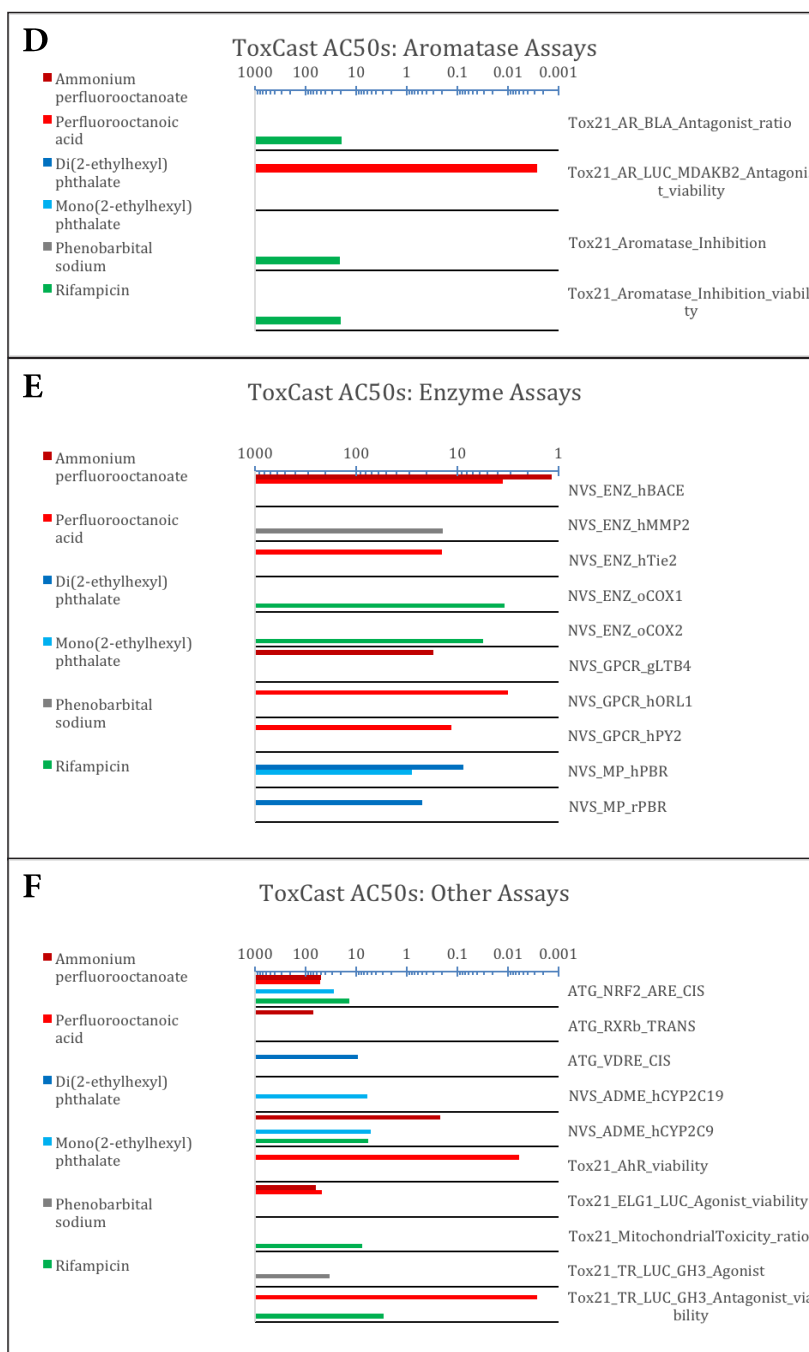 D
ToxCast AC50s: Aromatase Assays
1000 100 10 1 0.1 0.01 0.001
Ammonium
perfluorooctanoate
Perfluorooctanoic
acid
Di(2-ethylhexyl)
phthalate
Mono(2-ethylhexyl)
phthalate
Phenobarbital
sodium
Rifampicin
Tox21_AR_BLA_Antagonist_ratio
Tox21_AR_LUC_MDAKB2_Antagonis
t_viability
Tox21_Aromatase_Inhibition
Tox21_Aromatase_Inhibition_viabili
ty
E
ToxCast AC50s: Enzyme Assays
1000 100 10 1
Ammonium
perfluorooctanoate
Perfluorooctanoic
acid
Di(2-ethylhexyl)
phthalate
Mono(2-ethylhexyl)
phthalate
Phenobarbital
sodium
Rifampicin
NVS_ENZ_hBACE
NVS_ENZ_hMMP2
NVS_ENZ_hTie2
NVS_ENZ_oCOX1
NVS_ENZ_oCOX2
NVS_GPCR_gLTB4
NVS_GPCR_hORL1
NVS_GPCR_hPY2
NVS_MP_hPBR
NVS_MP_rPBR
F
ToxCast AC50s: Other Assays
1000 100 10 1 0.1 0.01 0.001
Ammonium
perfluorooctanoate
Perfluorooctanoic
acid
Di(2-ethylhexyl)
phthalate
Mono(2-ethylhexyl)
phthalate
Phenobarbital
sodium
Rifampicin
ATG_NRF2_ARE_CIS
ATG_RXRb_TRANS
ATG_VDRE_CIS
NVS_ADME_hCYP2C19
NVS_ADME_hCYP2C9
Tox21_AhR_viability
Tox21_ELG1_LUC_Agonist_viability
Tox21_MitochondrialToxicity_ratio
Tox21_TR_LUC_GH3_Agonist
Tox21_TR_LUC_GH3_Antagonist_via
bility